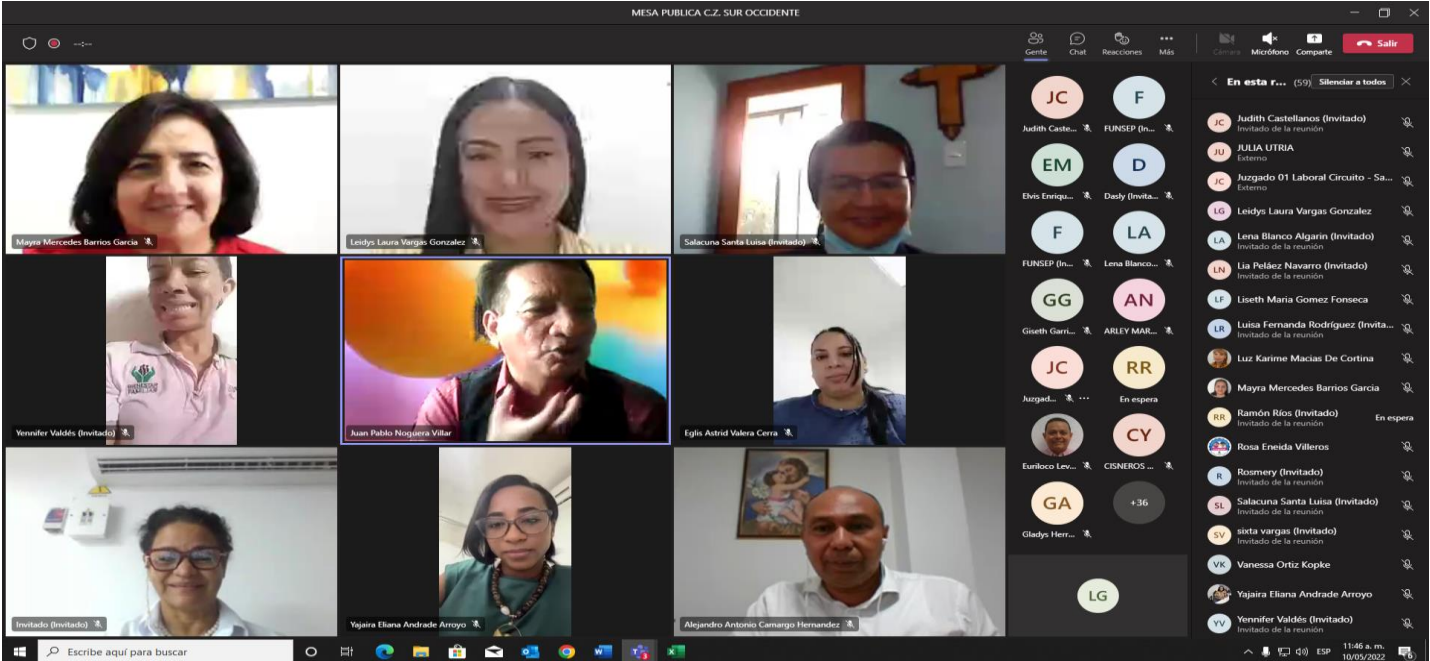 MESA PUBLICA C.Z. SUR OCCIDENTE
--:--
Gente
Chat
Reacciones
Más
Cámara
Micrófono
Comparte
Salir
Mayra Mercedes Barrios Garcia
Leidys Laura Vargas Gonzalez
Salacuna Santa Luisa (Invitado)
BIENESTAR
FAMILIAR
Yennifer Valdés (Invitado)
Juan Pablo Noguera Villar
Eglis Astrid Valera Cerra
Invitado (Invitado)
Yajaira Eliana Andrade Arroyo
Alejandro Antonio Camargo Hernandez
JC
F
Judith Caste...
FUNSEP (In...
EM
D
Elvis Enriqu...
Dasly (Invita...
F
LA
FUNSEP (In...
Lena Blanco...
GG
AN
Giseth Garri...
ARLEY MAR...
JC
RR
Juzgad...
En espera
CY
Euriloco Lev...
CISNEROS ...
GA
+36
Gladys Herr...
LG
En esta r... (59)
Silenciar a todos
JC Judith Castellanos (Invitado)
Invitado de la reunión
JU JULIA UTRIA
Externo
JC Juzgado 01 Laboral Circuito - Sa...
Externo
LG Leidys Laura Vargas Gonzalez
LA Lena Blanco Algarin (Invitado)
Invitado de la reunión
LN Lia Peláez Navarro (Invitado)
Invitado de la reunión
LF Liseth Maria Gomez Fonseca
LR Luisa Fernanda Rodríguez (Invita...
Invitado de la reunión
Luz Karime Macias De Cortina
Mayra Mercedes Barrios Garcia
RR Ramón Ríos (Invitado) En espera
Invitado de la reunión
Rosa Eneida Villeros
R Rosmery (Invitado)
Invitado de la reunión
SL Salacuna Santa Luisa (Invitado)
Invitado de la reunión
SV sixta vargas (Invitado)
Invitado de la reunión
VK Vanessa Ortiz Kopke
Yajaira Eliana Andrade Arroyo
YV Yennifer Valdés (Invitado)
Invitado de la reunión
Escribe aquí para buscar
ESP
11:46 a. m.
10/05/2022